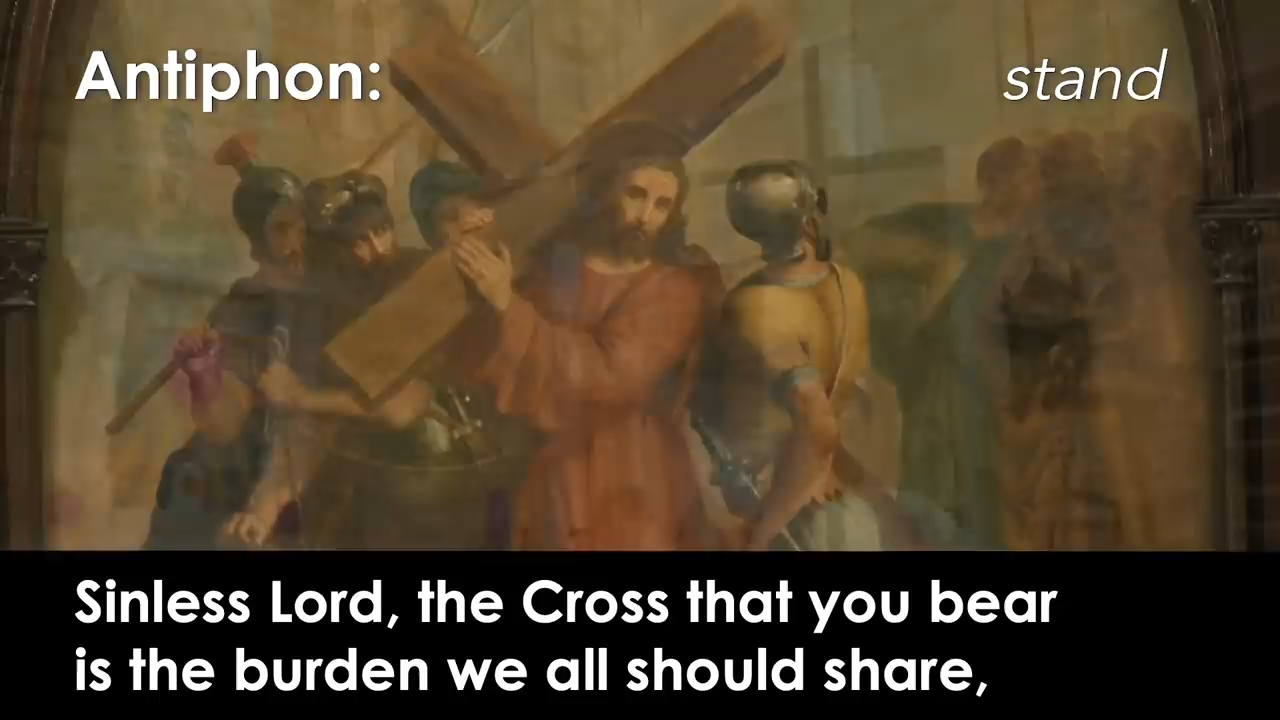 Antiphon:
stand
Sinless Lord, the Cross that you bear
is the burden we all should share,